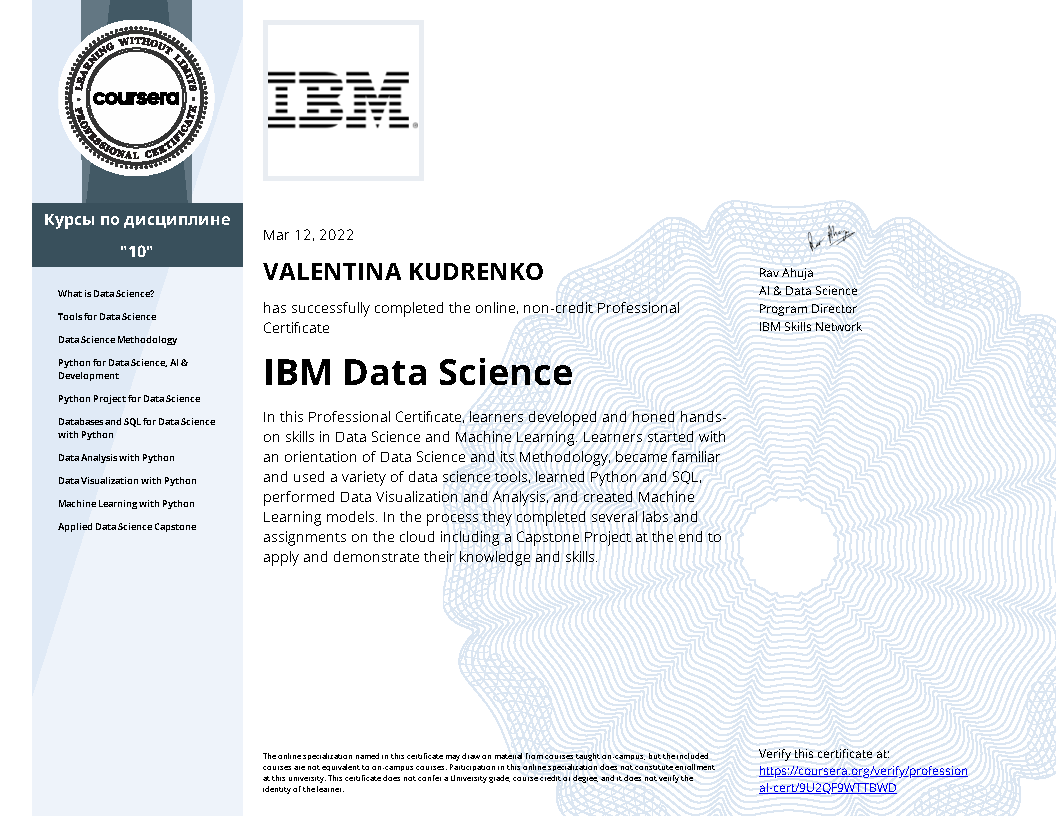 LEARNING WITHOUT LIMITS
coursera
PROFESSIONAL CERTIFICATE
IBM
Курсы по дисциплине
"10"
What is Data Science?
Tools for Data Science
Data Science Methodology
Python for Data Science, AI &
Development
Python Project for Data Science
Databases and SQL for Data Science
with Python
Data Analysis with Python
Data Visualization with Python
Machine Learning with Python
Applied Data Science Capstone
Mar 12, 2022
VALENTINA KUDRENKO
has successfully completed the online, non-credit Professional
Certificate
IBM Data Science
In this Professional Certificate, learners developed and honed hands-
on skills in Data Science and Machine Learning. Learners started with
an orientation of Data Science and its Methodology, became familiar
and used a variety of data science tools, learned Python and SQL,
performed Data Visualization and Analysis, and created Machine
Learning models. In the process they completed several labs and
assignments on the cloud including a Capstone Project at the end to
apply and demonstrate their knowledge and skills.
Rav Ahuja
Rav Ahuja
AI & Data Science
Program Director
IBM Skills Network
The online specialization named in this certificate may draw on material from courses taught on-campus, but the included
courses are not equivalent to on-campus courses. Participation in this online specialization does not constitute enrollment
at this university. This certificate does not confer a University grade, course credit or degree, and it does not verify the
identity of the learner.
Verify this certificate at:
https://coursera.org/verify/profession
al-cert/9U2QF9WTTBWD